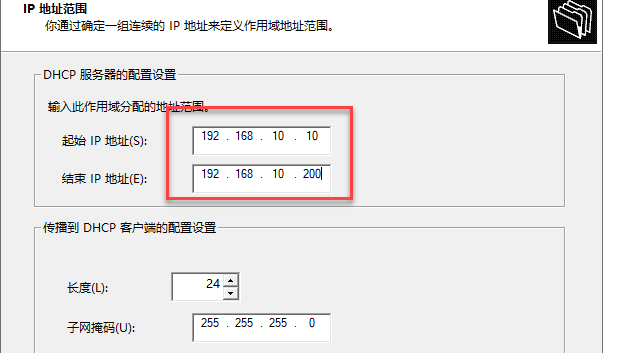 IP 地址范围
你通过确定一组连续的 IP 地址来定义作用域地址范围。
DHCP 服务器的配置设置
输入此作用域分配的地址范围。
起始 IP 地址(S):
192 . 168 . 10 . 10
结束 IP 地址(E):
192 . 168 . 10 . 200
传播到 DHCP 客户端的配置设置
长度(L):
24
子网掩码(U):
255 . 255 . 255 . 0